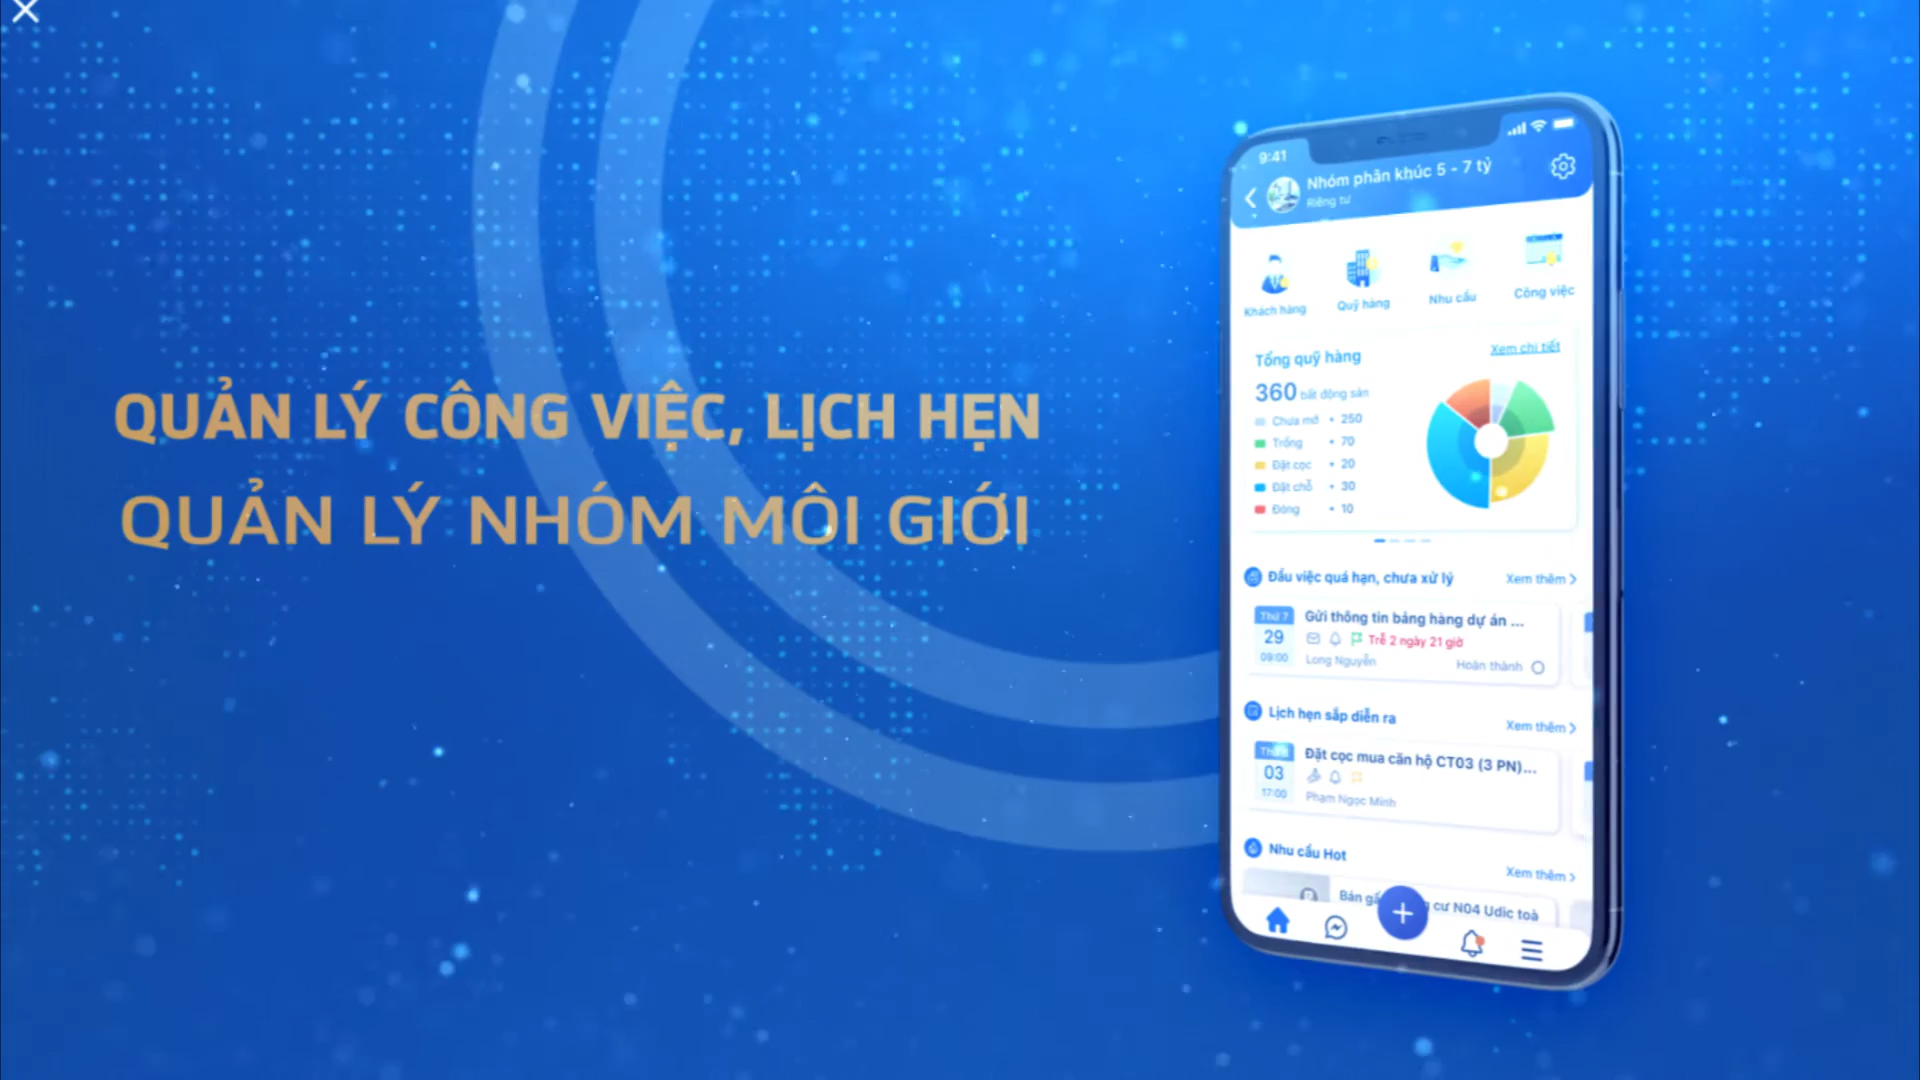 QUẢN LÝ CÔNG VIỆC, LỊCH HẸN
QUẢN LÝ NHÓM MÔI GIỚI
9:41
Nhóm phân khúc 5 - 7 tỷ
Riêng tư
Khách hàng
Quỹ hàng
Nhu cầu
Công việc
Tổng quỹ hàng
Xem chi tiết
360 bất động sản
Chưa mở • 250
Trống • 70
Đặt cọc • 20
Đặt chỗ • 30
Đóng • 10
Đầu việc quá hạn, chưa xử lý
Xem thêm
Thứ 7
29
09:00
Gửi thông tin bảng hàng dự án ...
Trễ 2 ngày 21 giờ
Long Nguyễn
Hoàn thành
Lịch hẹn sắp diễn ra
Xem thêm
03
17:00
Đặt cọc mua căn hộ CT03 (3 PN)...
Phạm Ngọc Minh
Nhu cầu Hot
Xem thêm
Bán
cư N04 Udic toà